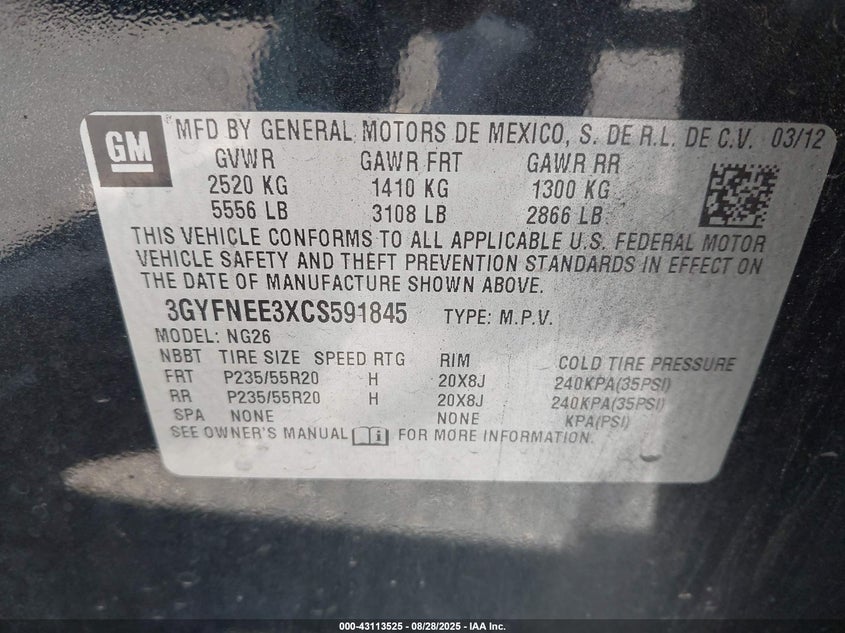 GM
MFD BY GENERAL MOTORS DE MEXICO, S. DE R.L. DE C.V. 03/12
GVWR GAWR FRT GAWR RR
2520 KG 1410 KG 1300 KG
5556 LB 3108 LB 2866 LB
THIS VEHICLE CONFORMS TO ALL APPLICABLE U.S. FEDERAL MOTOR
VEHICLE SAFETY AND THEFT PREVENTION STANDARDS IN EFFECT ON
THE DATE OF MANUFACTURE SHOWN ABOVE.
3GYFNEE3XCS591845 TYPE: M.P.V.
MODEL: NG26
NBBT TIRE SIZE SPEED RTG RIM COLD TIRE PRESSURE
FRT P235/55R20 H 20X8J 240KPA(35PSI)
RR P235/55R20 H 20X8J 240KPA(35PSI)
SPA NONE NONE KPA(PSI)
SEE OWNER'S MANUAL i FOR MORE INFORMATION.
000-43113525 | 08/28/2025 - IAA Inc.